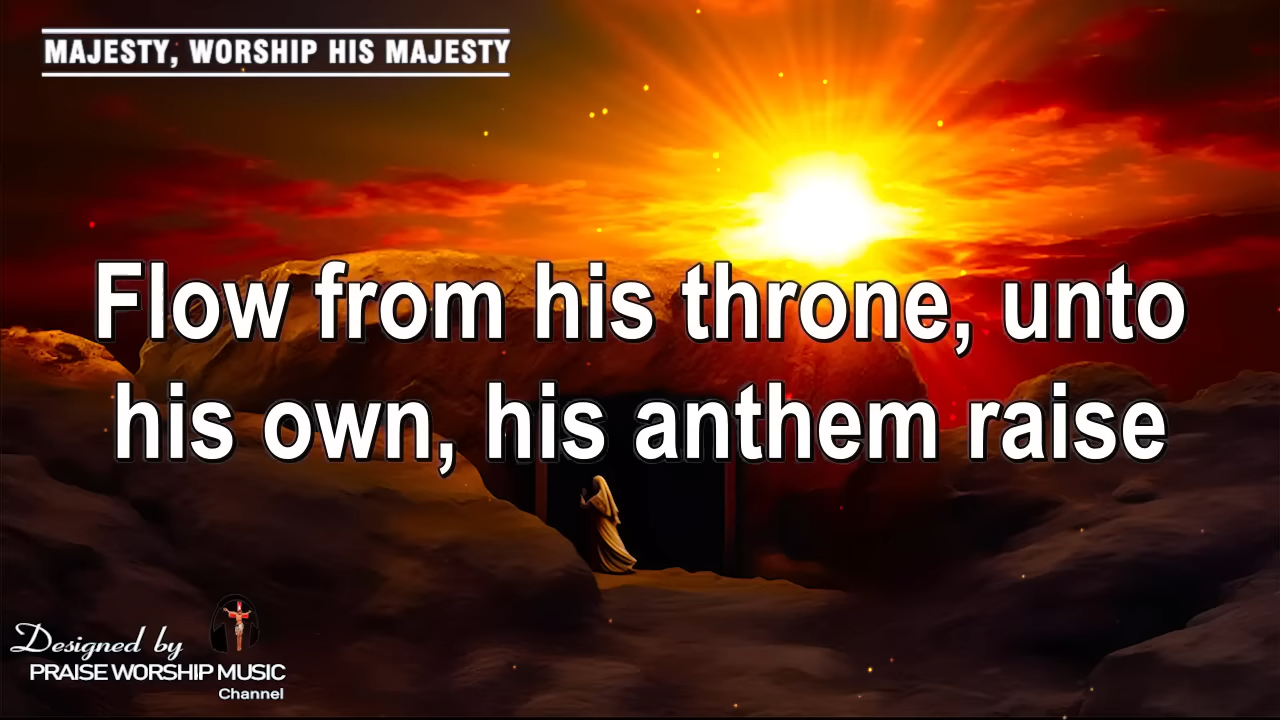 MAJESTY, WORSHIP HIS MAJESTY
Flow from his throne, unto
his own, his anthem raise
Designed by
PRAISE WORSHIP MUSIC
Channel